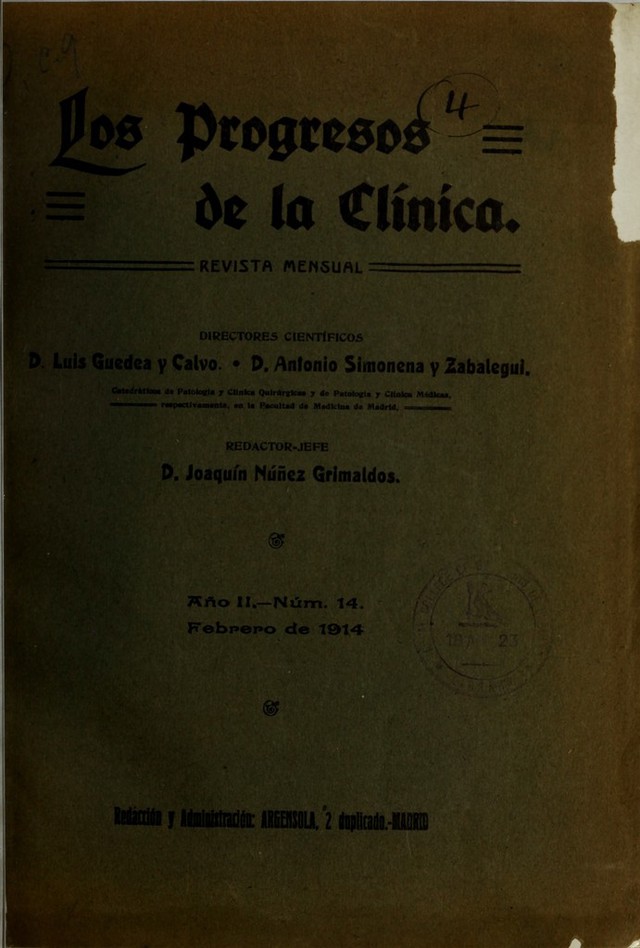 4
Los Progresos
de la Clínica.
REVISTA MENSUAL
DIRECTORES CIENTÍFICOS
D. Luis Guedea y Calvo. • D. Antonio Simonena y Zabalegui.
Catedráticos de Patología y Clínica Quirúrgicas y de Patología y Clínica Médicas,
respectivamente, en la Facultad de Medicina de Madrid.
REDACTOR-JEFE
D. Joaquín Núñez Grimaldos.
Año II.—Núm. 14.
Febrero de 1914
23
Redacción y Administración: ARGENSOLA, 2 duplicado.-MADRID